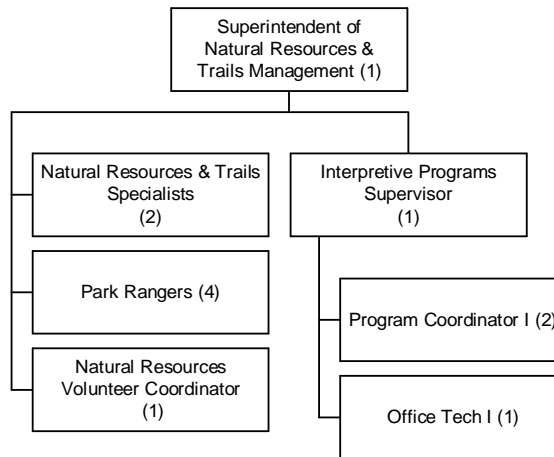 Superintendent of
Natural Resources &
Trails Management (1)
Natural Resources & Trails
Specialists
(2)
Interpretive Programs
Supervisor
(1)
Park Rangers (4)
Program Coordinator I (2)
Natural Resources
Volunteer Coordinator
(1)
Office Tech I (1)